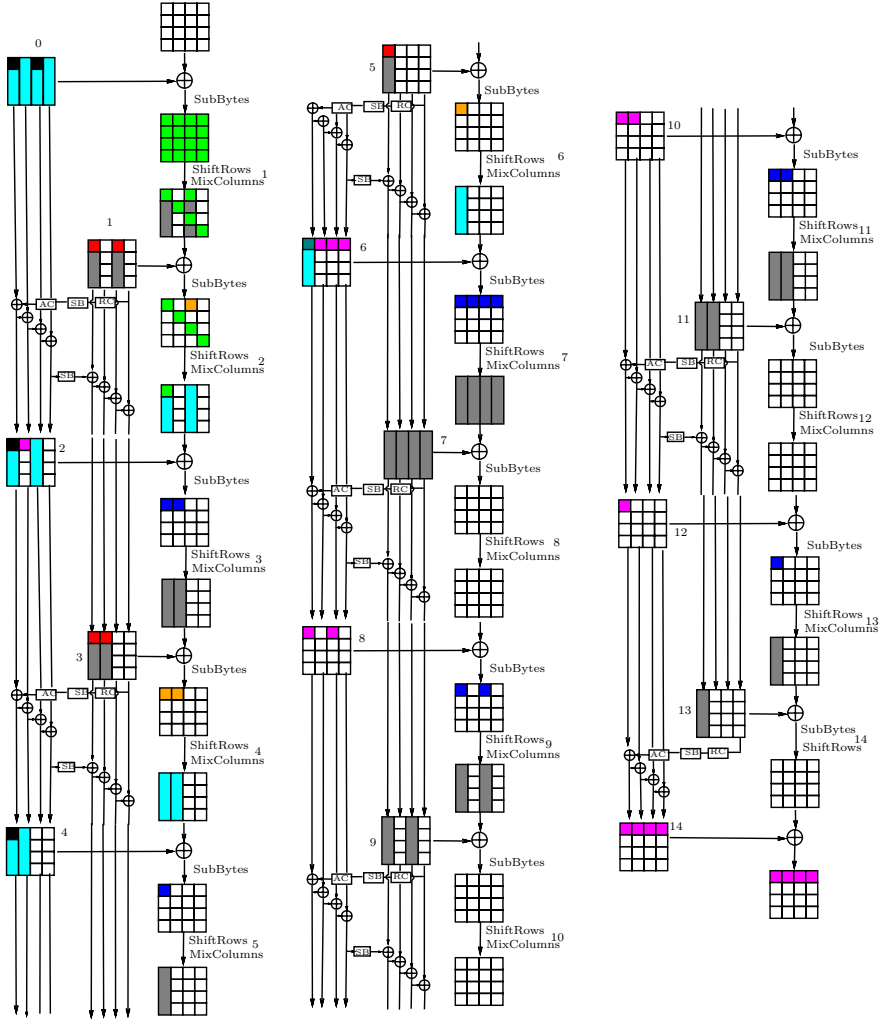 0
SubBytes
ShiftRows 1
MixColumns
1
AC SB RC
SubBytes
ShiftRows 2
MixColumns
SB
2
SubBytes
ShiftRows 3
MixColumns
3
SubBytes
AC SB RC
ShiftRows 4
MixColumns
SB
4
SubBytes
ShiftRows 5
MixColumns
5
SubBytes
AC SB RC
ShiftRows 6
MixColumns
SB
6
SubBytes
ShiftRows 7
MixColumns
7
SubBytes
AC SB RC
ShiftRows 8
MixColumns
SB
8
SubBytes
ShiftRows 9
MixColumns
9
SubBytes
AC SB RC
ShiftRows 10
MixColumns
SB
10
SubBytes
ShiftRows 11
MixColumns
11
SubBytes
AC SB RC
ShiftRows 12
MixColumns
SB
12
SubBytes
ShiftRows 13
MixColumns
13
SubBytes 14
ShiftRows
AC SB RC
14